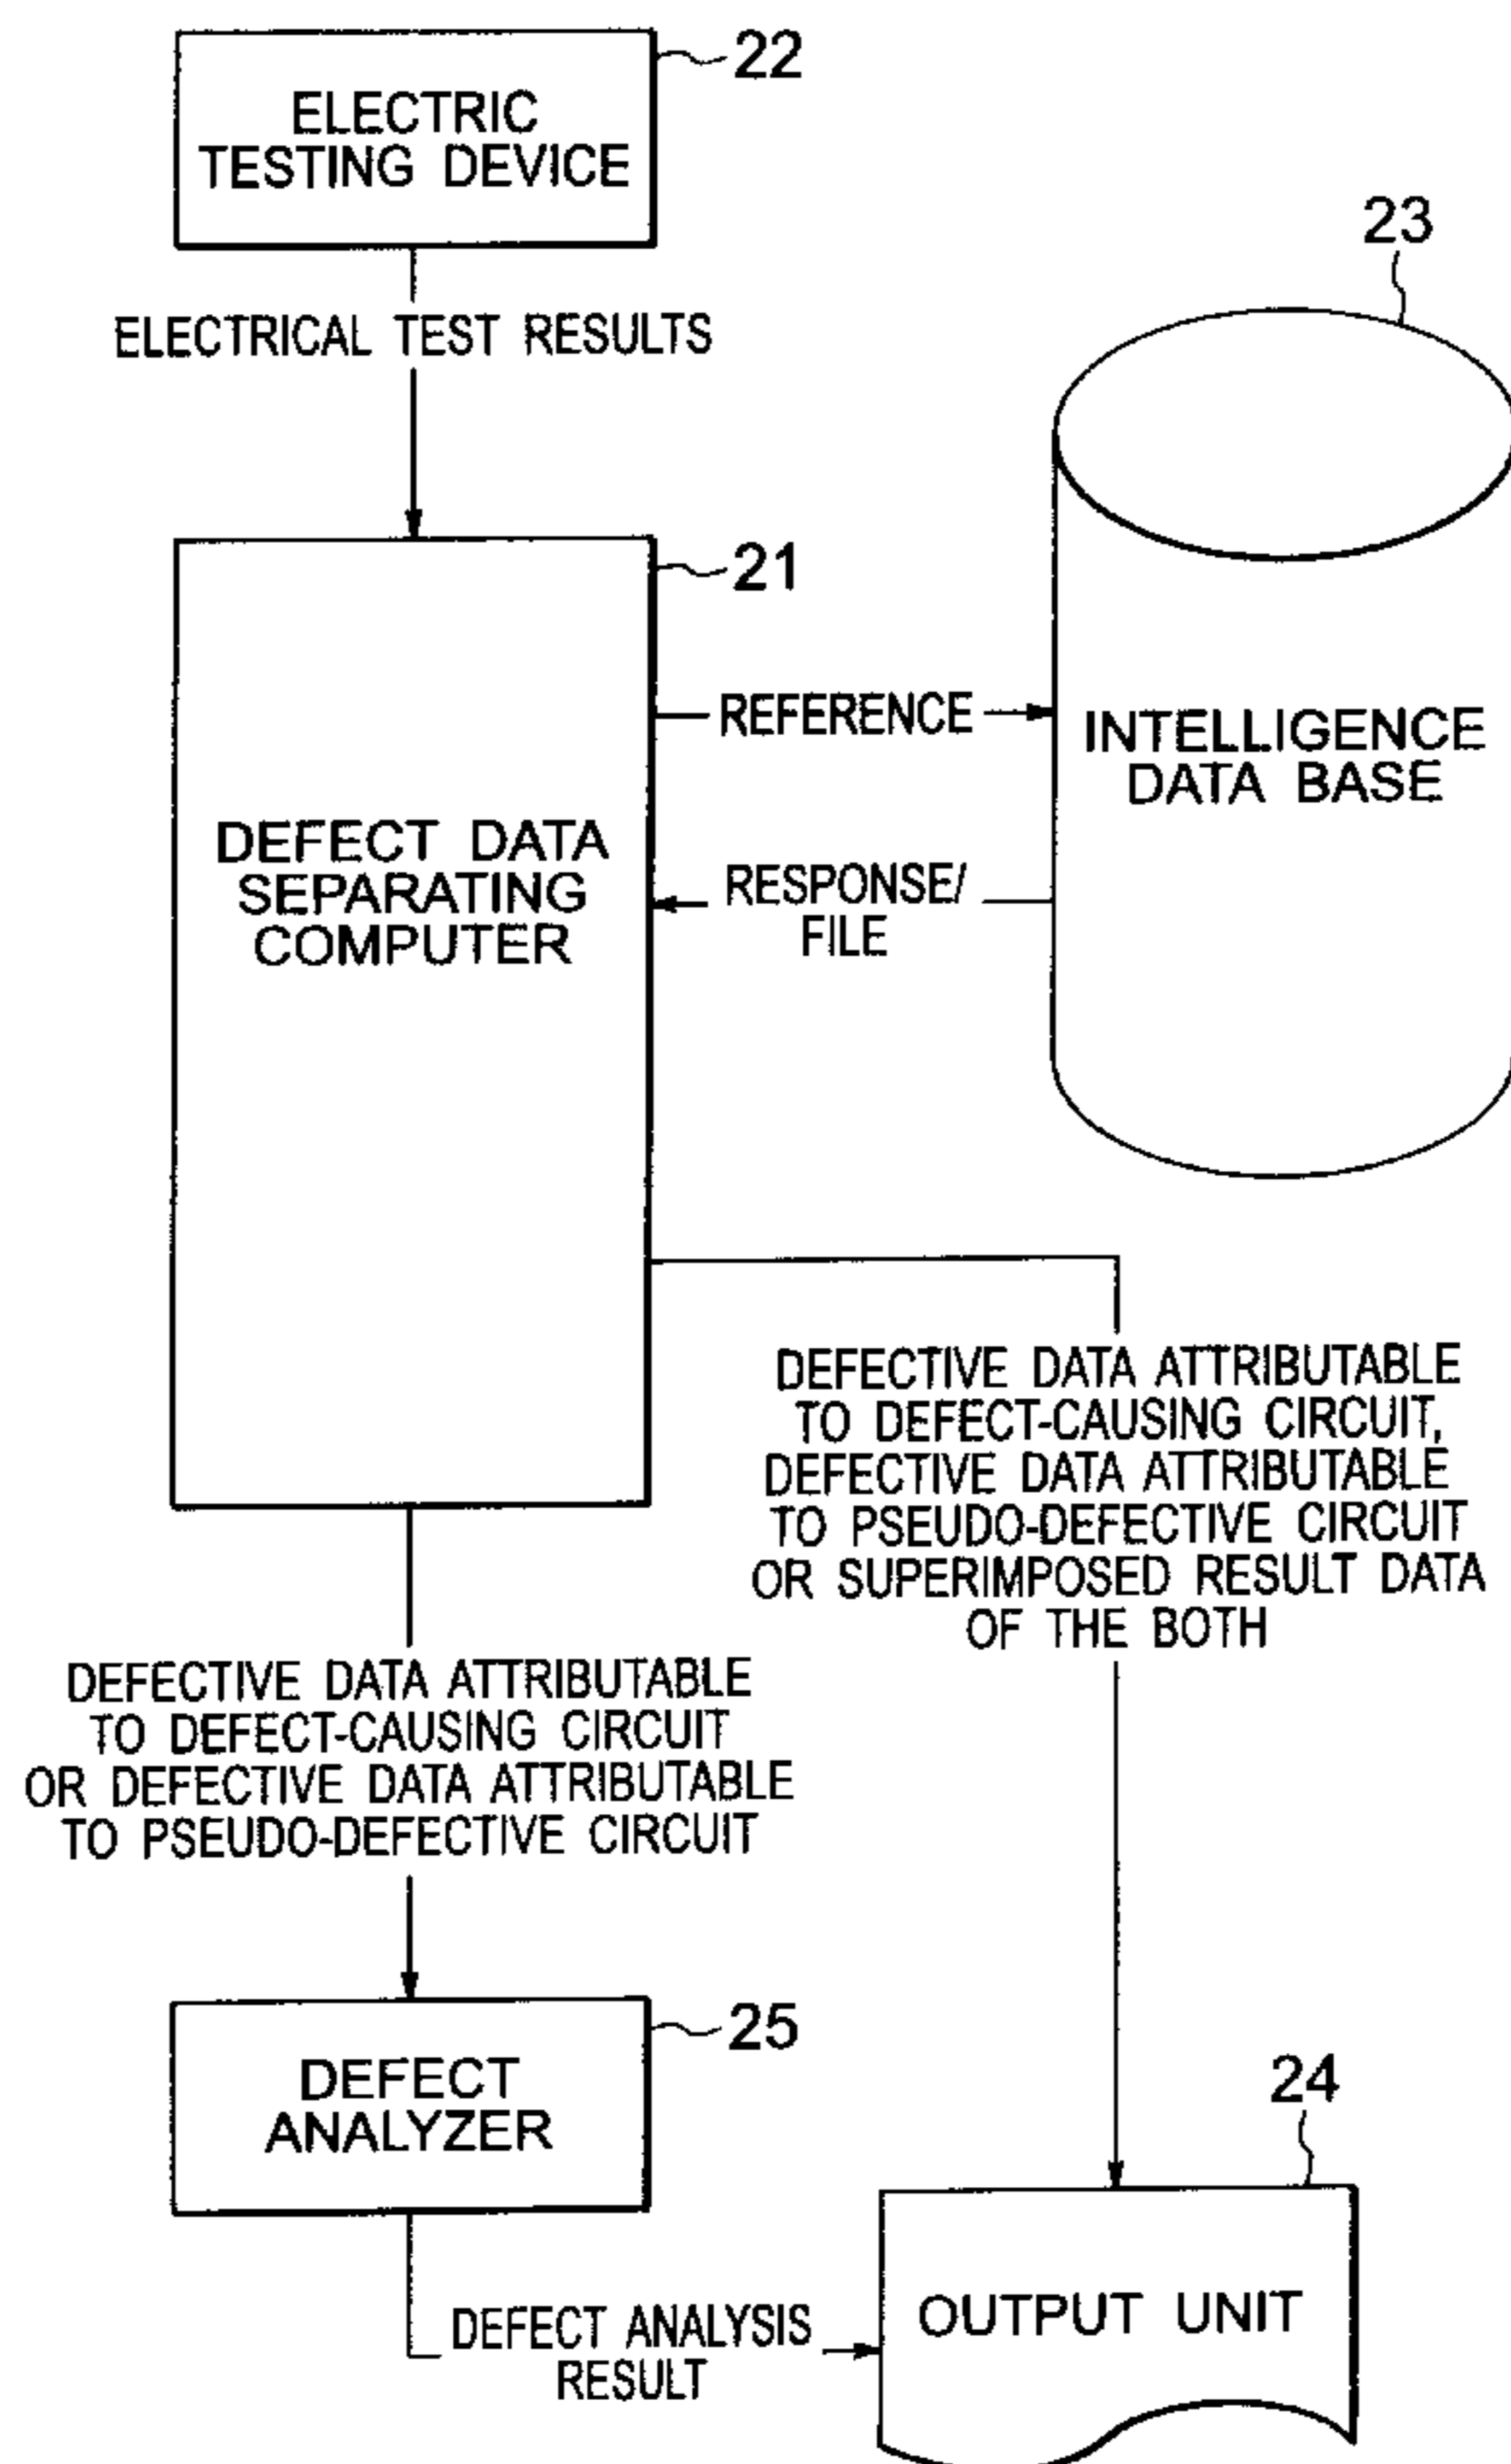 22
ELECTRIC
TESTING DEVICE
ELECTRICAL TEST RESULTS
23
21
REFERENCE
INTELLIGENCE
DATA BASE
DEFECT DATA
SEPARATING
COMPUTER
RESPONSE/
FILE
DEFECTIVE DATA ATTRIBUTABLE
TO DEFECT-CAUSING CIRCUIT,
DEFECTIVE DATA ATTRIBUTABLE
TO PSEUDO-DEFECTIVE CIRCUIT
OR SUPERIMPOSED RESULT DATA
OF THE BOTH
DEFECTIVE DATA ATTRIBUTABLE
TO DEFECT-CAUSING CIRCUIT
OR DEFECTIVE DATA ATTRIBUTABLE
TO PSEUDO-DEFECTIVE CIRCUIT
25
DEFECT
ANALYZER
24
OUTPUT UNIT
DEFECT ANALYSIS
RESULT